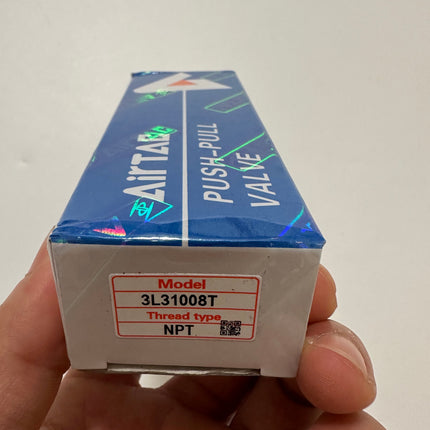 AirTAC
PUSH-PULL
VALVE
Model
3L31008T
Thread type
NPT